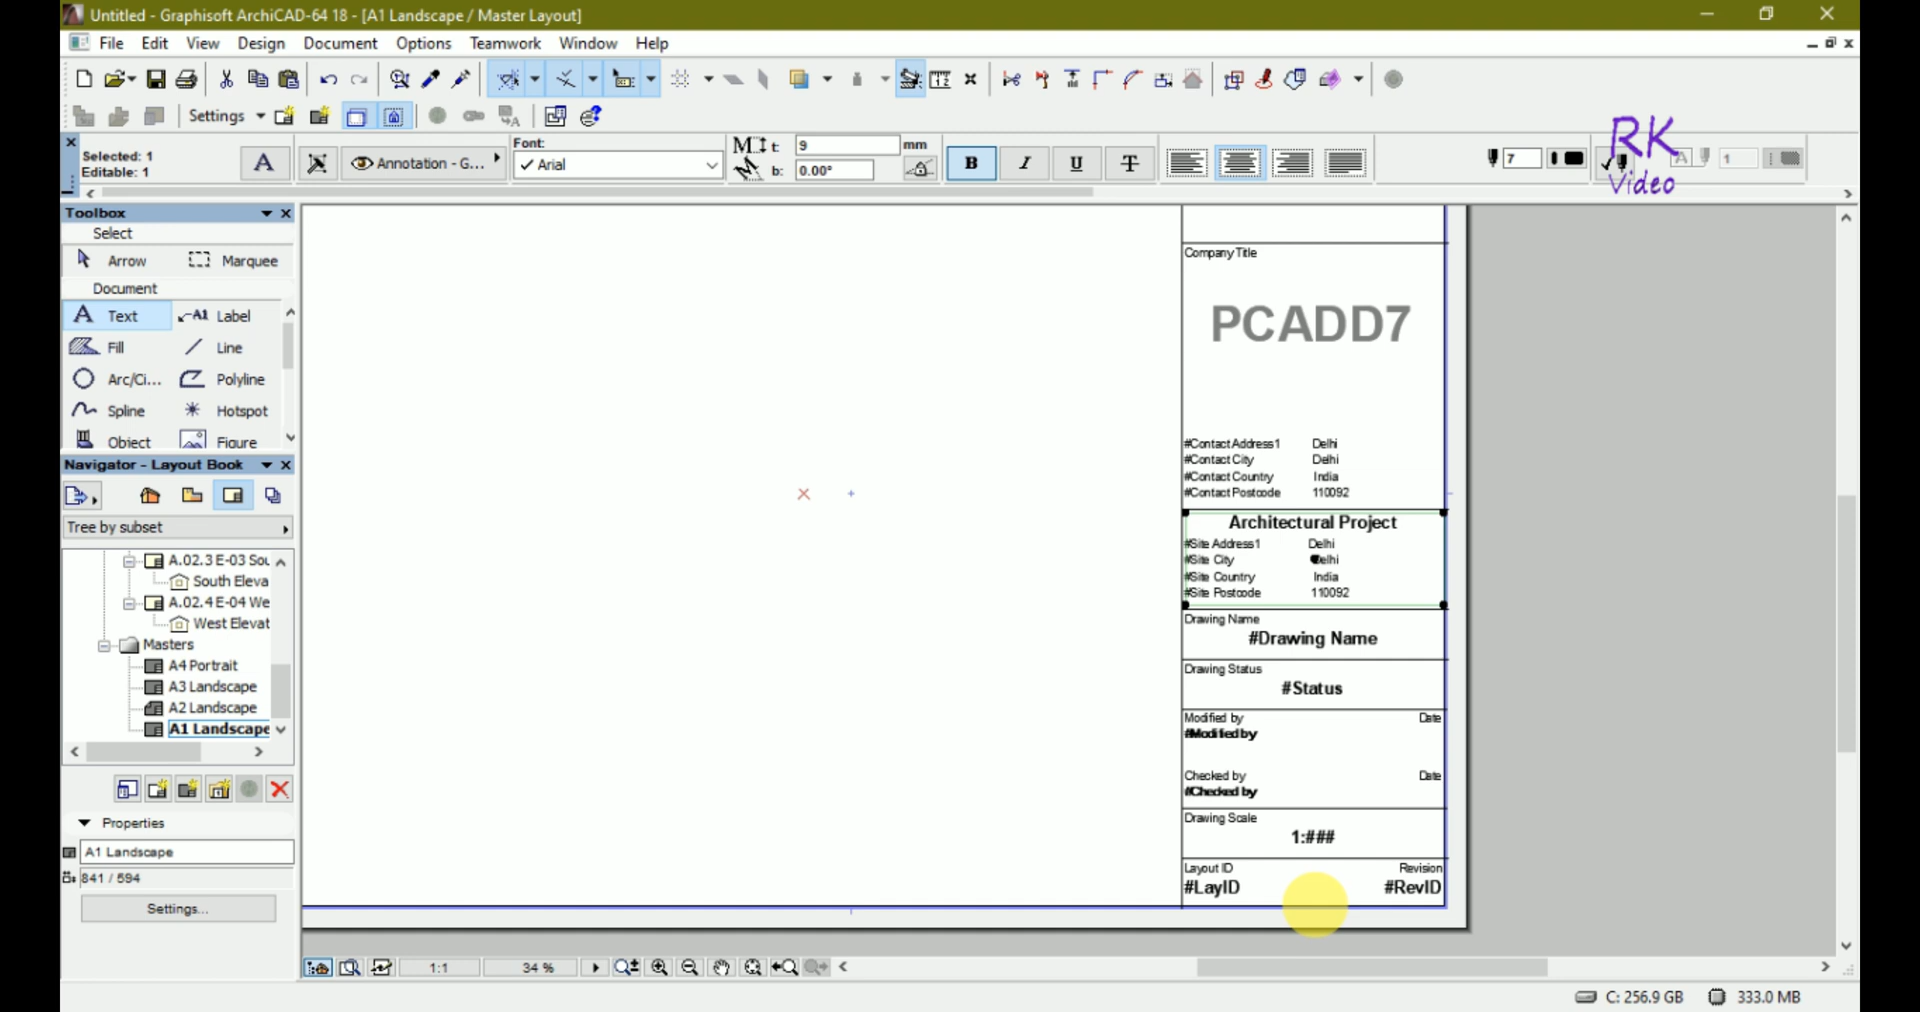 Untitled - Graphisoft ArchiCAD-64 18 - [A1 Landscape / Master Layout]
File Edit View Design Document Options Teamwork Window Help
Settings
Selected: 1
Editable: 1
A
Annotation - G...
Font:
Arial
t: 9 mm
b: 0.00°
B I U T
7
1
RK
Video
Toolbox
Select
Arrow Marquee
Document
Text Label
Fill Line
Arc/Ci... Polyline
Spline Hotspot
Object Figure
Navigator - Layout Book
Tree by subset
A.02.3 E-03 Sou
South Eleva
A.02.4 E-04 We
West Elevat
Masters
A4 Portrait
A3 Landscape
A2 Landscape
A1 Landscape
Properties
A1 Landscape
841 / 594
Settings...
Company Title
PCADD7
#Contact Address1 Delhi
#Contact City Delhi
#Contact Country India
#Contact Postcode 110092
Architectural Project
#Site Address1 Delhi
#Site City Delhi
#Site Country India
#Site Postcode 110092
Drawing Name
#Drawing Name
Drawing Status
#Status
Modified by Date
#Modified by
Checked by Date
#Checked by
Drawing Scale
1:###
Layout ID Revision
#LayID #RevID
1:1 34 %
C: 256.9 GB 333.0 MB